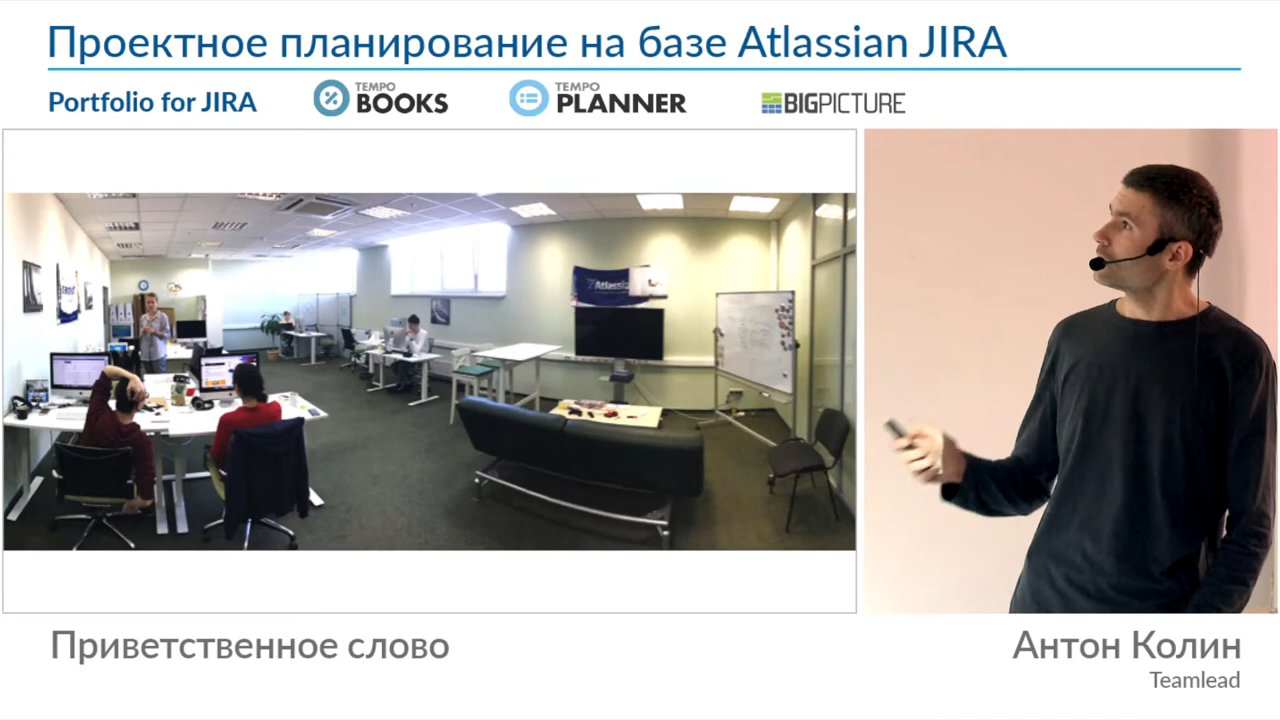 Проектное планирование на базе Atlassian JIRA
Portfolio for JIRA
TEMPO
BOOKS
TEMPO
PLANNER
BIGPICTURE
Atlassian
Приветственное слово
Антон Колин
Teamlead